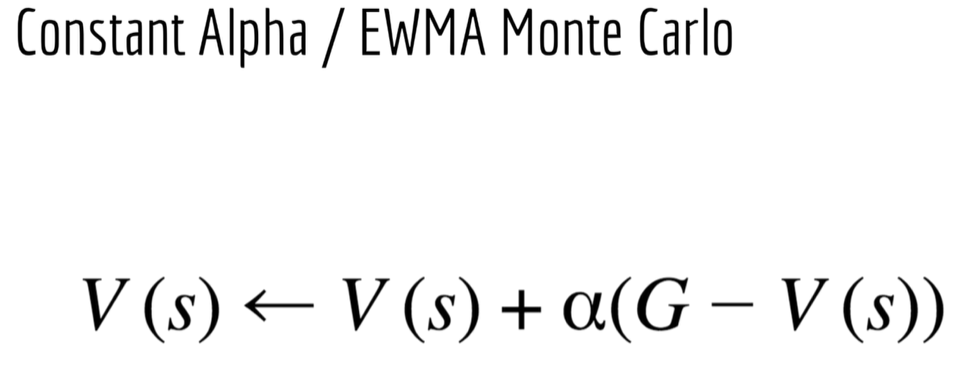 Constant Alpha / EWMA Monte Carlo
V(s) ← V(s) + α(G − V(s))